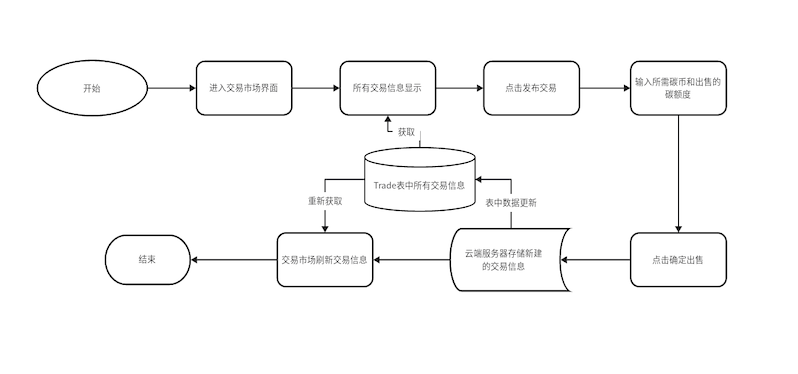 开始
进入交易市场界面
所有交易信息显示
点击发布交易
输入所需碳币和出售的
碳额度
获取
Trade表中所有交易信息
重新获取
表中数据更新
结束
交易市场刷新交易信息
云端服务器存储新建
的交易信息
点击确定出售